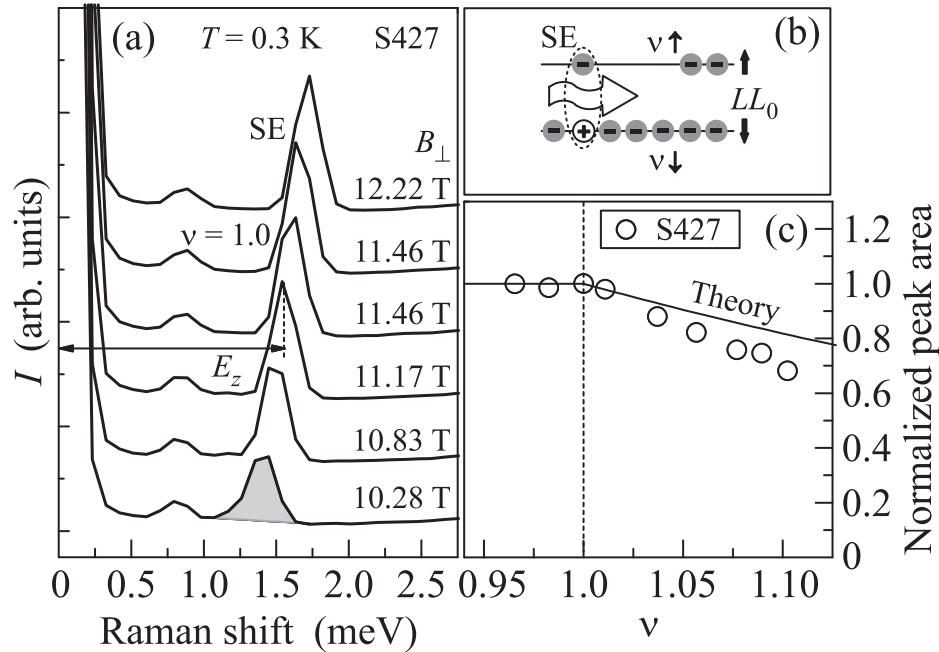 (a) T = 0.3 K S427
SE
B⊥
12.22 T
ν = 1.0
11.46 T
11.46 T
E_z
11.17 T
10.83 T
10.28 T
I (arb. units)
0 0.5 1.0 1.5 2.0 2.5
Raman shift (meV)
(b)
SE ν↑
LL₀
ν↓
S427 (c)
Theory
1.2
1.0
0.8
0.6
0.4
0.2
0
Normalized peak area
0.95 1.0 1.05 1.10
ν